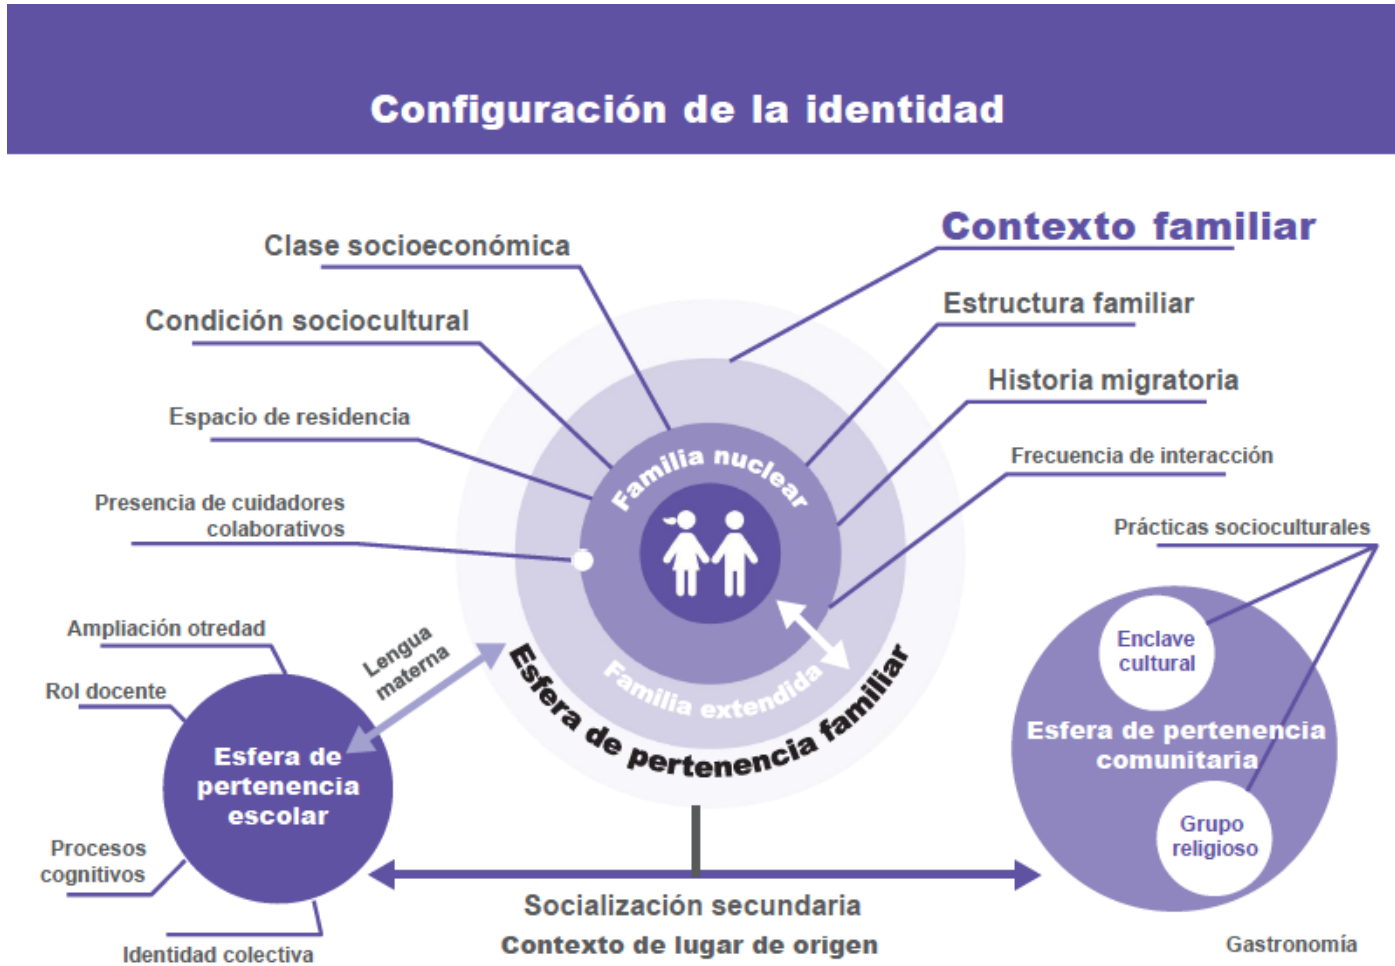 Configuración de la identidad
Contexto familiar
Clase socioeconómica
Estructura familiar
Condición sociocultural
Historia migratoria
Espacio de residencia
Frecuencia de interacción
Presencia de cuidadores
colaborativos
Prácticas socioculturales
Familia nuclear
Familia extendida
Esfera de pertenencia familiar
Lengua
materna
Ampliación otredad
Rol docente
Esfera de
pertenencia
escolar
Procesos
cognitivos
Identidad colectiva
Enclave
cultural
Esfera de pertenencia
comunitaria
Grupo
religioso
Socialización secundaria
Contexto de lugar de origen
Gastronomía